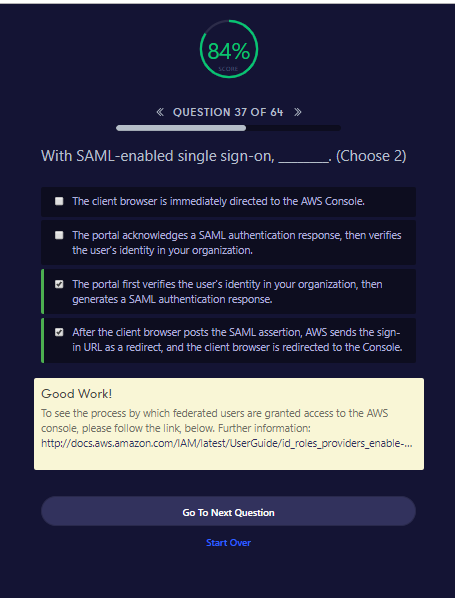 84%
SCORE
QUESTION 37 OF 64
With SAML-enabled single sign-on, ________. (Choose 2)
The client browser is immediately directed to the AWS Console.
The portal acknowledges a SAML authentication response, then verifies
the user's identity in your organization.
The portal first verifies the user's identity in your organization, then
generates a SAML authentication response.
After the client browser posts the SAML assertion, AWS sends the sign-
in URL as a redirect, and the client browser is redirected to the Console.
Good Work!
To see the process by which federated users are granted access to the AWS
console, please follow the link, below. Further information:
http://docs.aws.amazon.com/IAM/latest/UserGuide/id_roles_providers_enable-...
Go To Next Question
Start Over